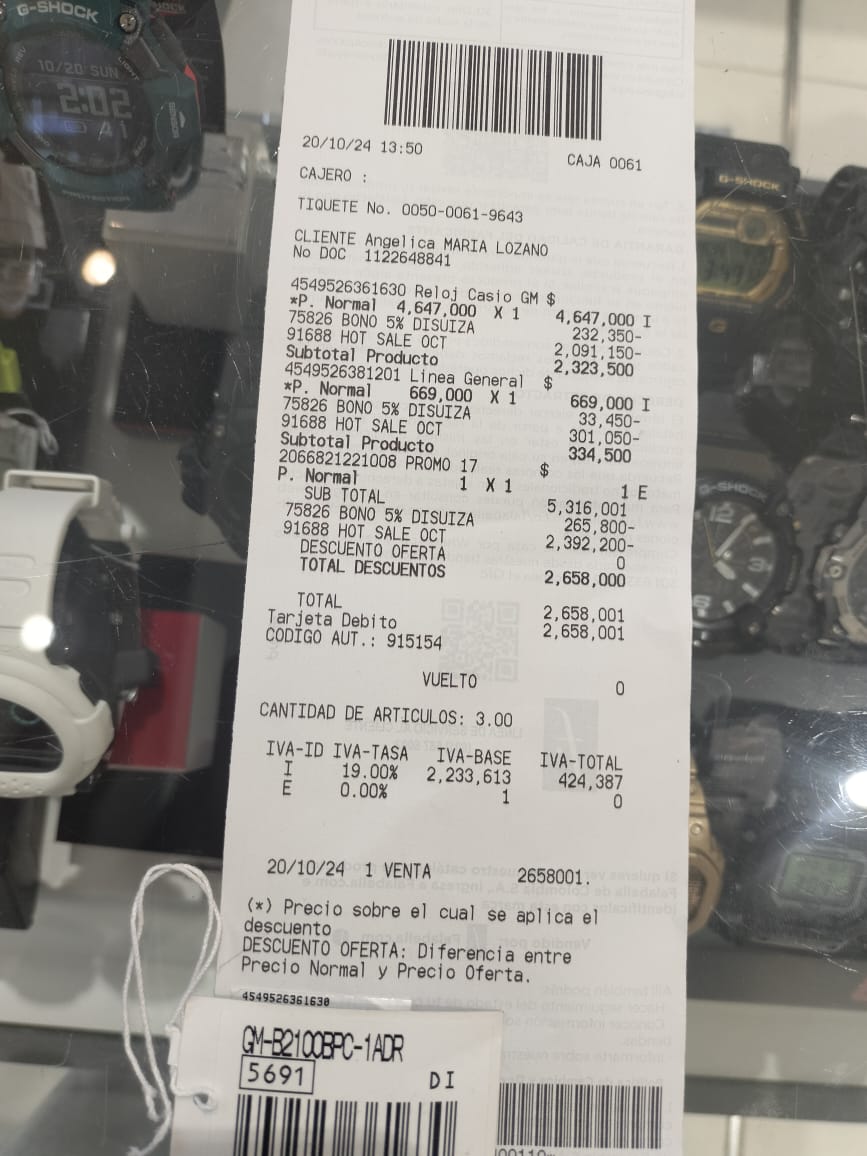 G-SHOCK
10/20 SUN
2:02
20/10/24 13:50
CAJA 0061
CAJERO :
TIQUETE No. 0050-0061-9643
CLIENTE Angelica MARIA LOZANO
No DOC 1122648841
4549526361630 Reloj Casio GM $
*P. Normal 4,647,000 X 1 4,647,000 I
75826 BONO 5% DISUIZA 232,350-
91688 HOT SALE OCT 2,091,150-
Subtotal Producto 2,323,500
4549526381201 Linea General $
*P. Normal 669,000 X 1 669,000 I
75826 BONO 5% DISUIZA 33,450-
91688 HOT SALE OCT 301,050-
Subtotal Producto 334,500
2066821221008 PROMO 17 $
P. Normal 1 X 1 1 E
SUB TOTAL 5,316,001
75826 BONO 5% DISUIZA 265,800-
91688 HOT SALE OCT 2,392,200-
DESCUENTO OFERTA 0
TOTAL DESCUENTOS 2,658,000
TOTAL 2,658,001
Tarjeta Debito 2,658,001
CODIGO AUT.: 915154
VUELTO 0
CANTIDAD DE ARTICULOS: 3.00
IVA-ID IVA-TASA IVA-BASE IVA-TOTAL
I 19.00% 2,233,613 424,387
E 0.00% 1 0
20/10/24 1 VENTA 2658001.
(*) Precio sobre el cual se aplica el
descuento
DESCUENTO OFERTA: Diferencia entre
Precio Normal y Precio Oferta.
4549526361630
GM-B2100BPC-1ADR
5691
DI
G-SHOCK
G-SHOCK